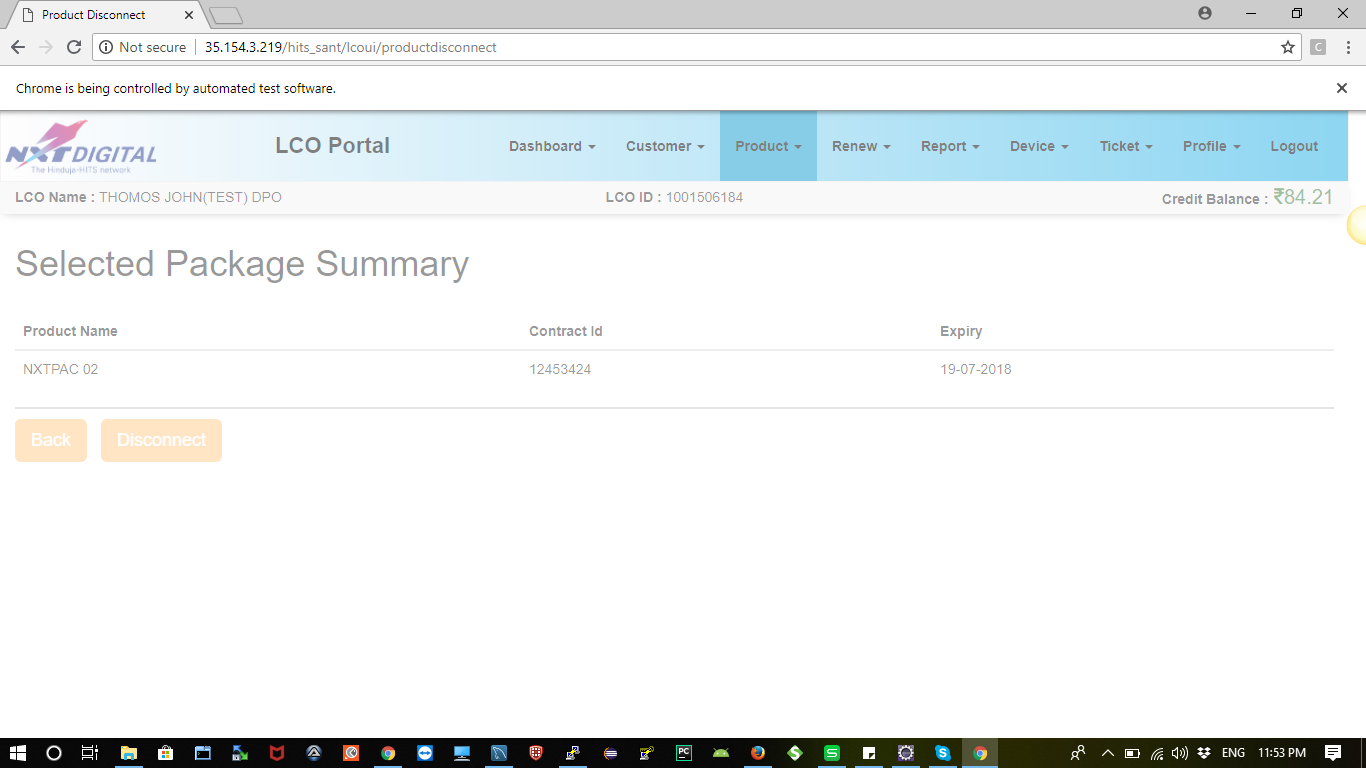 Product Disconnect
Not secure 35.154.3.219/hits_sant/lcoui/productdisconnect
C
Chrome is being controlled by automated test software.
NXTDIGITAL
The Hinduja-HITS network
LCO Portal
Dashboard Customer Product Renew Report Device Ticket Profile Logout
LCO Name : THOMOS JOHN(TEST) DPO LCO ID : 1001506184 Credit Balance : ₹84.21
Selected Package Summary
Product Name Contract Id Expiry
NXTPAC 02 12453424 19-07-2018
Back Disconnect
PC S S ENG 11:53 PM